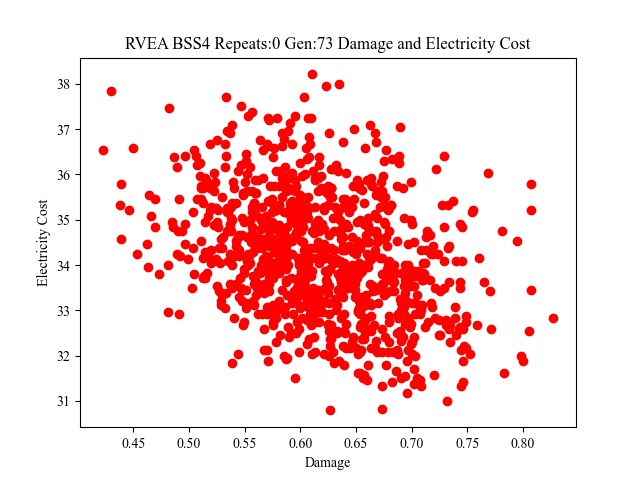 RVEA BSS4 Repeats:0 Gen:73 Damage and Electricity Cost
38
37
36
35
34
33
32
31
Electricity Cost
0.45 0.50 0.55 0.60 0.65 0.70 0.75 0.80
Damage